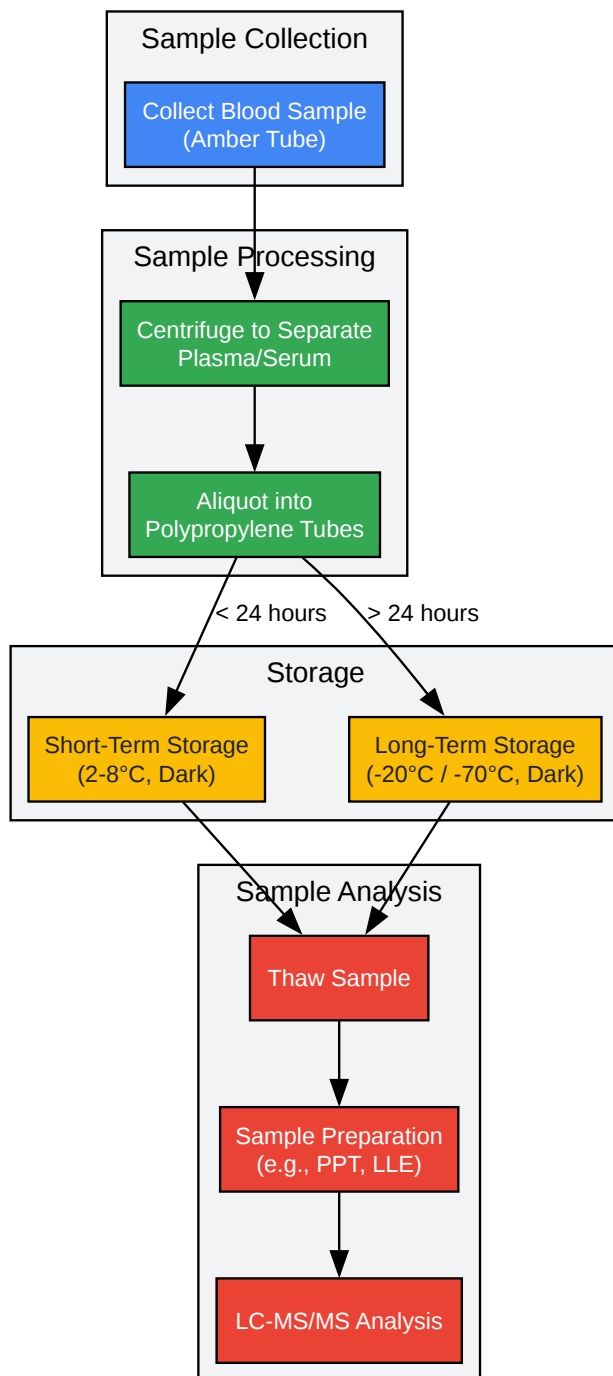 Sample Collection
Collect Blood Sample
(Amber Tube)
Sample Processing
Centrifuge to Separate
Plasma/Serum
Aliquot into
Polypropylene Tubes
< 24 hours
> 24 hours
Storage
Short-Term Storage
(2-8°C, Dark)
Long-Term Storage
(-20°C / -70°C, Dark)
Sample Analysis
Thaw Sample
Sample Preparation
(e.g., PPT, LLE)
LC-MS/MS Analysis